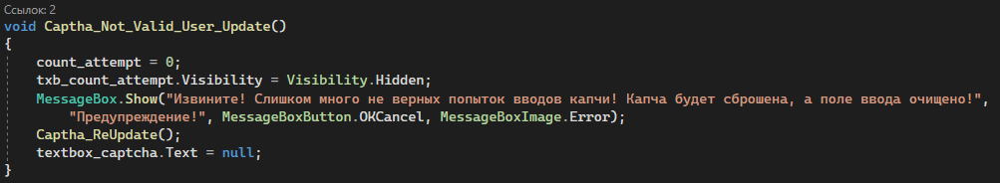 Ссылок: 2
void Captha_Not_Valid_User_Update()
{
count_attempt = 0;
txb_count_attempt.Visibility = Visibility.Hidden;
MessageBox.Show("Извините! Слишком много не верных попыток вводов капчи! Капча будет сброшена, а поле ввода очищено!",
"Предупреждение!", MessageBoxButton.OKCancel, MessageBoxImage.Error);
Captha_ReUpdate();
textbox_captcha.Text = null;
}